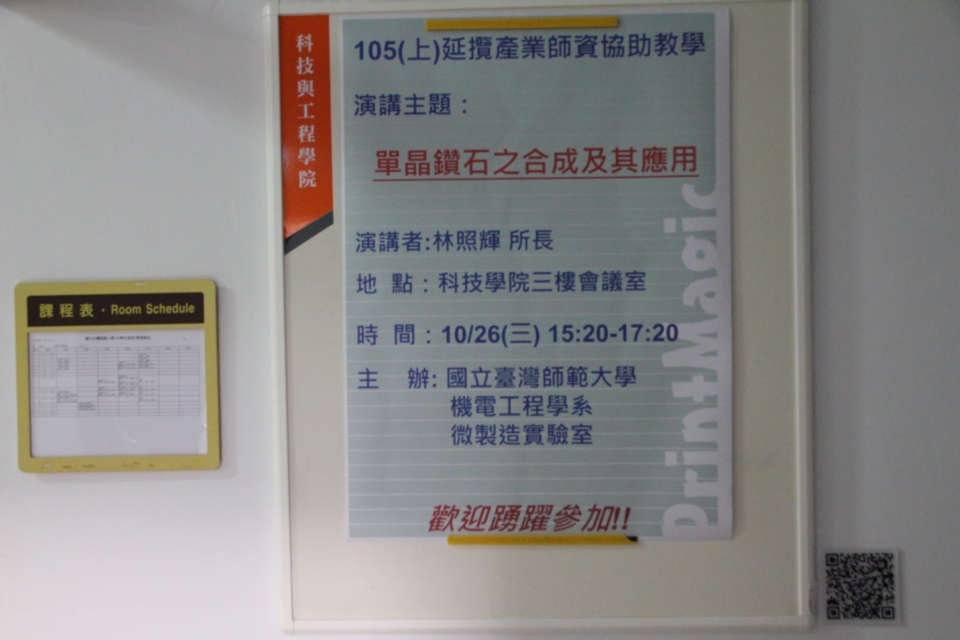 科技與工程學院
105(上)延攬產業師資協助教學
演講主題：
單晶鑽石之合成及其應用
演講者:林照輝 所長
地 點：科技學院三樓會議室
時 間：10/26(三) 15:20-17:20
主 辦: 國立臺灣師範大學
機電工程學系
微製造實驗室
歡迎踴躍參加!!
PrintMagic
課程表・Room Schedule